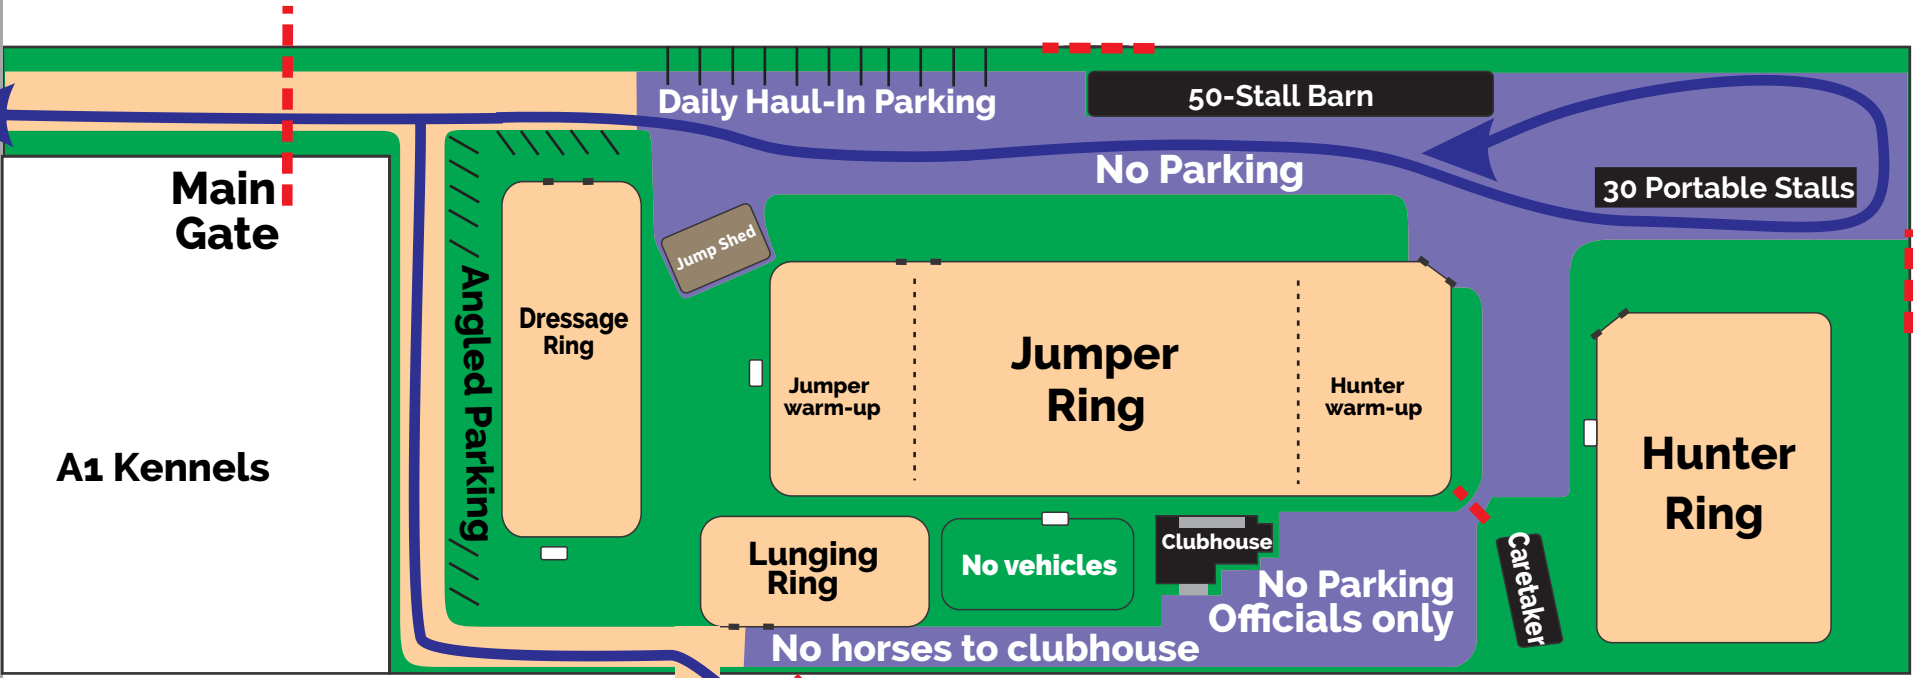 Daily Haul-In Parking
50-Stall Barn
No Parking
30 Portable Stalls
Main
Gate
Jump Shed
Angled Parking
Dressage
Ring
Jumper
warm-up
Jumper
Ring
Hunter
warm-up
Hunter
Ring
A1 Kennels
Lunging
Ring
No vehicles
Clubhouse
Caretaker
No Parking
Officials only
No horses to clubhouse